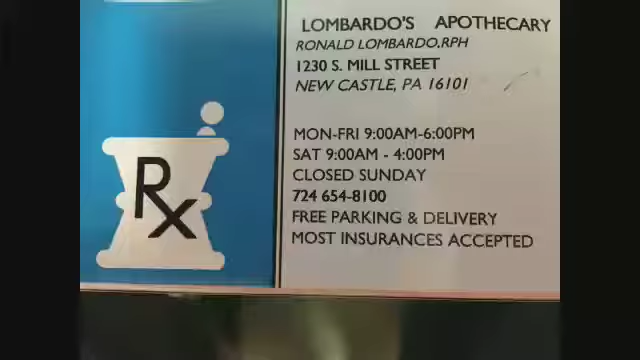 LOMBARDO'S APOTHECARY
RONALD LOMBARDO.RPH
1230 S. MILL STREET
NEW CASTLE, PA 16101
MON-FRI 9:00AM-6:00PM
SAT 9:00AM - 4:00PM
CLOSED SUNDAY
724 654-8100
FREE PARKING & DELIVERY
MOST INSURANCES ACCEPTED
Rx